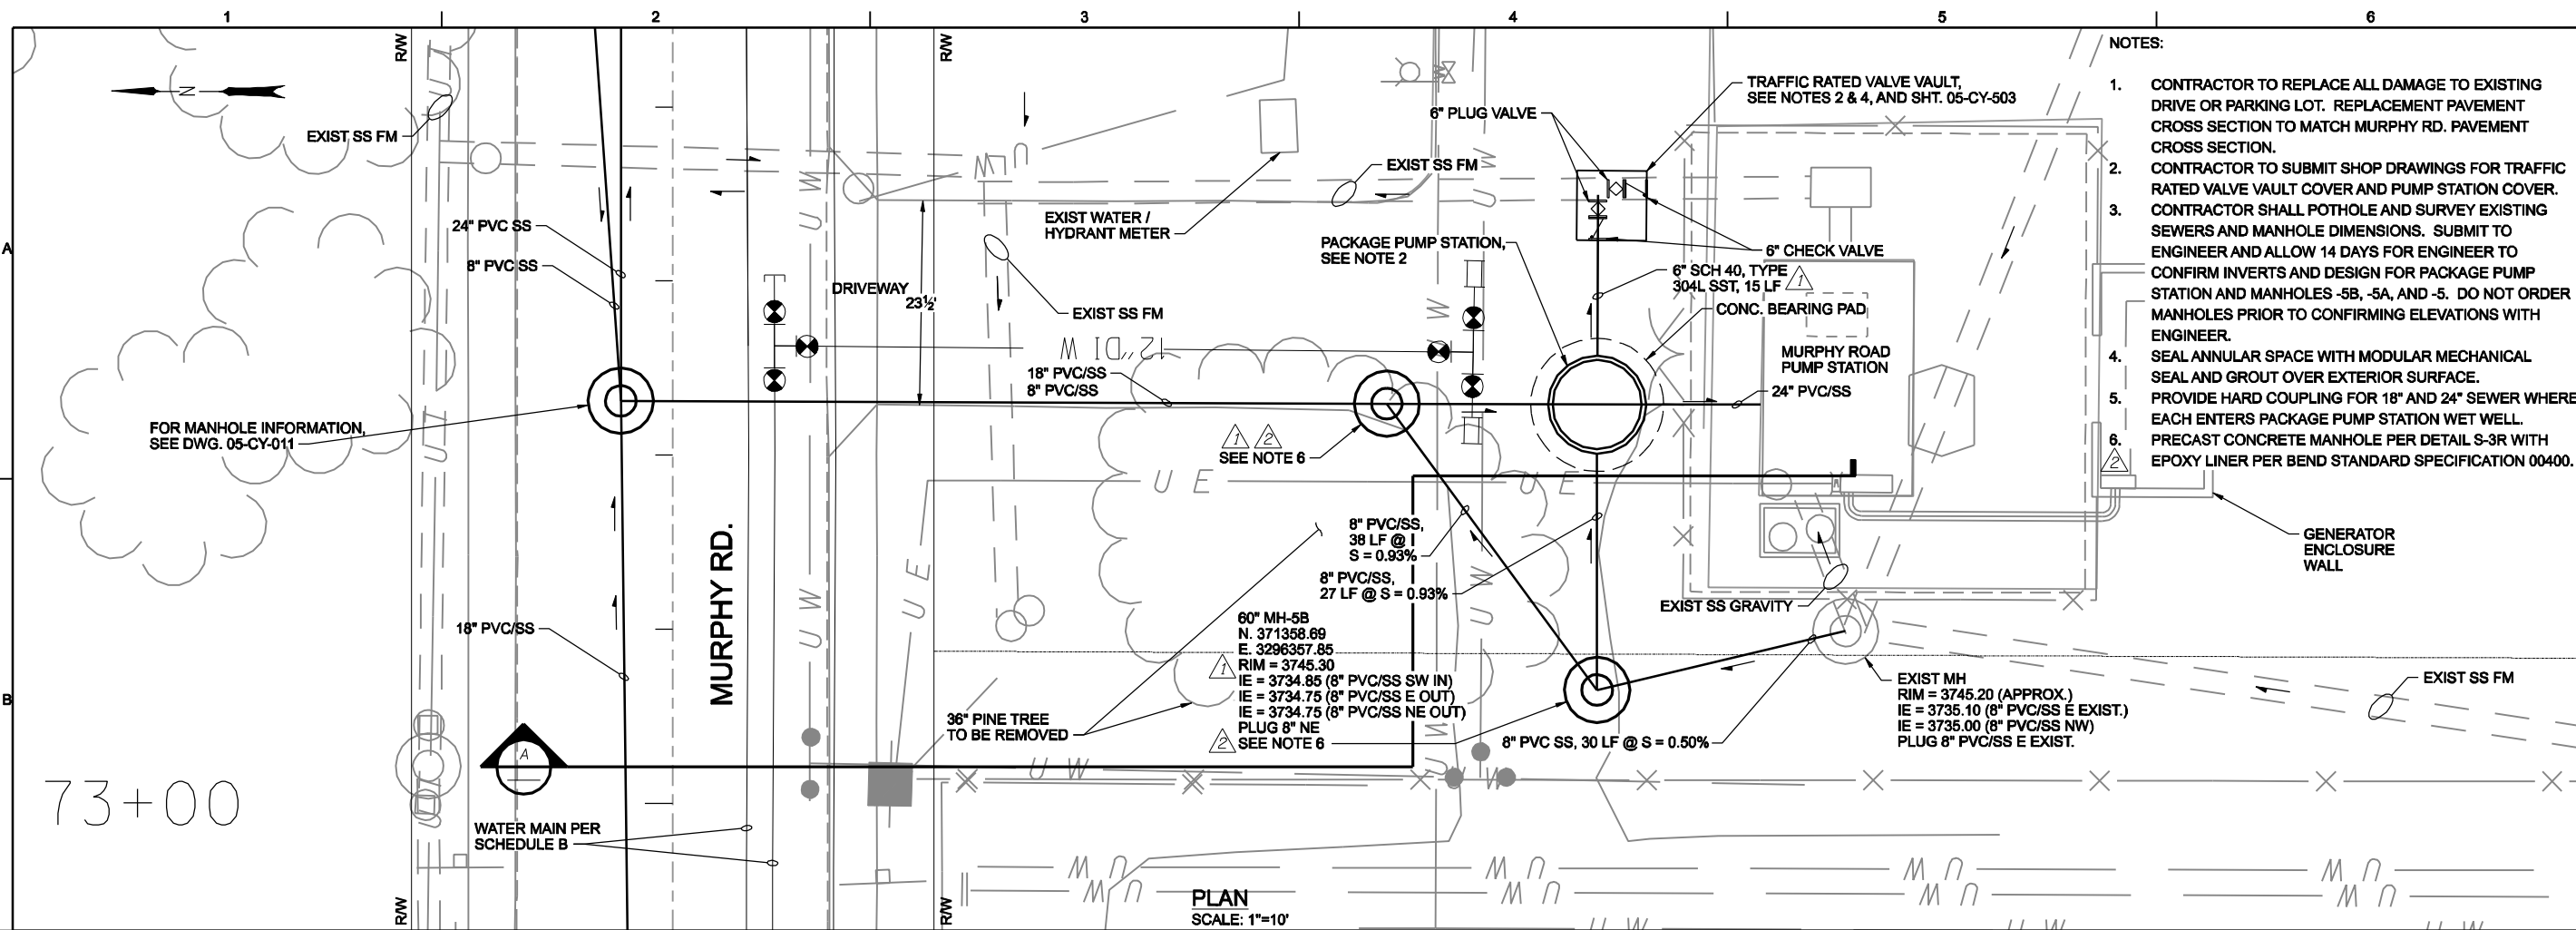 1
2
3
4
5
6
A
B
R/W
R/W
N
EXIST SS FM
24" PVC SS
8" PVC SS
FOR MANHOLE INFORMATION,
SEE DWG. 05-CY-011
18" PVC/SS
MURPHY RD.
A
73+00
WATER MAIN PER
SCHEDULE B
R/W
R/W
DRIVEWAY
23½'
EXIST WATER /
HYDRANT METER
EXIST SS FM
EXIST SS FM
12" DI W
18" PVC/SS
8" PVC/SS
6" PLUG VALVE
TRAFFIC RATED VALVE VAULT,
SEE NOTES 2 & 4, AND SHT. 05-CY-503
PACKAGE PUMP STATION,
SEE NOTE 2
6" CHECK VALVE
6" SCH 40, TYPE
304L SST, 15 LF
1
CONC. BEARING PAD
MURPHY ROAD
PUMP STATION
24" PVC/SS
1 2
SEE NOTE 6
U E
U E
U E
U W
U W
U W
U W
U W
U W
8" PVC/SS,
38 LF @
S = 0.93%
8" PVC/SS,
27 LF @ S = 0.93%
60" MH-5B
N. 371358.69
E. 3296357.85
1
RIM = 3745.30
IE = 3734.85 (8" PVC/SS SW IN)
IE = 3734.75 (8" PVC/SS E OUT)
IE = 3734.75 (8" PVC/SS NE OUT)
PLUG 8" NE
2
SEE NOTE 6
36" PINE TREE
TO BE REMOVED
8" PVC SS, 30 LF @ S = 0.50%
EXIST SS GRAVITY
EXIST MH
RIM = 3745.20 (APPROX.)
IE = 3735.10 (8" PVC/SS E EXIST.)
IE = 3735.00 (8" PVC/SS NW)
PLUG 8" PVC/SS E EXIST.
EXIST SS FM
GENERATOR
ENCLOSURE
WALL
U W
U W
U W
U W
U W
U W
U W
U W
PLAN
SCALE: 1"=10'
NOTES:
1. CONTRACTOR TO REPLACE ALL DAMAGE TO EXISTING
DRIVE OR PARKING LOT. REPLACEMENT PAVEMENT
CROSS SECTION TO MATCH MURPHY RD. PAVEMENT
CROSS SECTION.
2. CONTRACTOR TO SUBMIT SHOP DRAWINGS FOR TRAFFIC
RATED VALVE VAULT COVER AND PUMP STATION COVER.
3. CONTRACTOR SHALL POTHOLE AND SURVEY EXISTING
SEWERS AND MANHOLE DIMENSIONS. SUBMIT TO
ENGINEER AND ALLOW 14 DAYS FOR ENGINEER TO
CONFIRM INVERTS AND DESIGN FOR PACKAGE PUMP
STATION AND MANHOLES -5B, -5A, AND -5. DO NOT ORDER
MANHOLES PRIOR TO CONFIRMING ELEVATIONS WITH
ENGINEER.
4. SEAL ANNULAR SPACE WITH MODULAR MECHANICAL
SEAL AND GROUT OVER EXTERIOR SURFACE.
5. PROVIDE HARD COUPLING FOR 18" AND 24" SEWER WHERE
EACH ENTERS PACKAGE PUMP STATION WET WELL.
6. PRECAST CONCRETE MANHOLE PER DETAIL S-3R WITH
2
EPOXY LINER PER BEND STANDARD SPECIFICATION 00400.